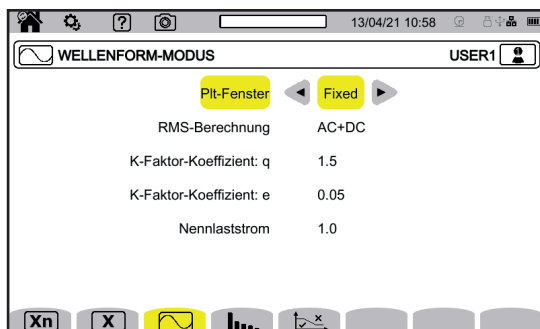 ? 13/04/21 10:58
WELLENFORM-MODUS USER1
Plt-Fenster Fixed
RMS-Berechnung AC+DC
K-Faktor-Koeffizient: q 1.5
K-Faktor-Koeffizient: e 0.05
Nennlaststrom 1.0
Xn X